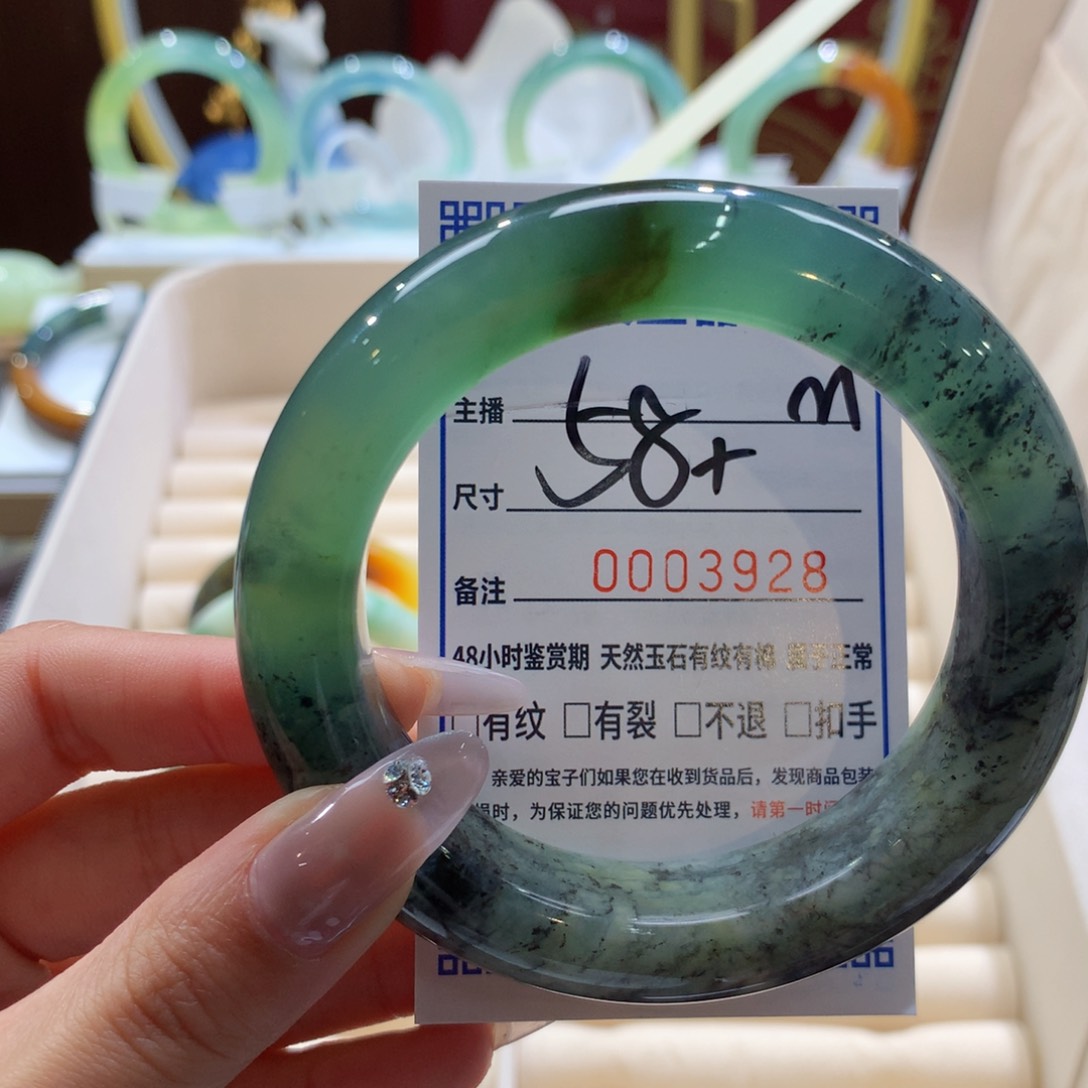 主播 M
尺寸 58+
备注 0003928
48小时鉴赏期 天然玉石有纹有棉 正常
□有纹 □有裂 □不退 □扣手
亲爱的宝子们如果您在收到货品后，发现商品包装
损时，为保证您的问题优先处理，请第一时间